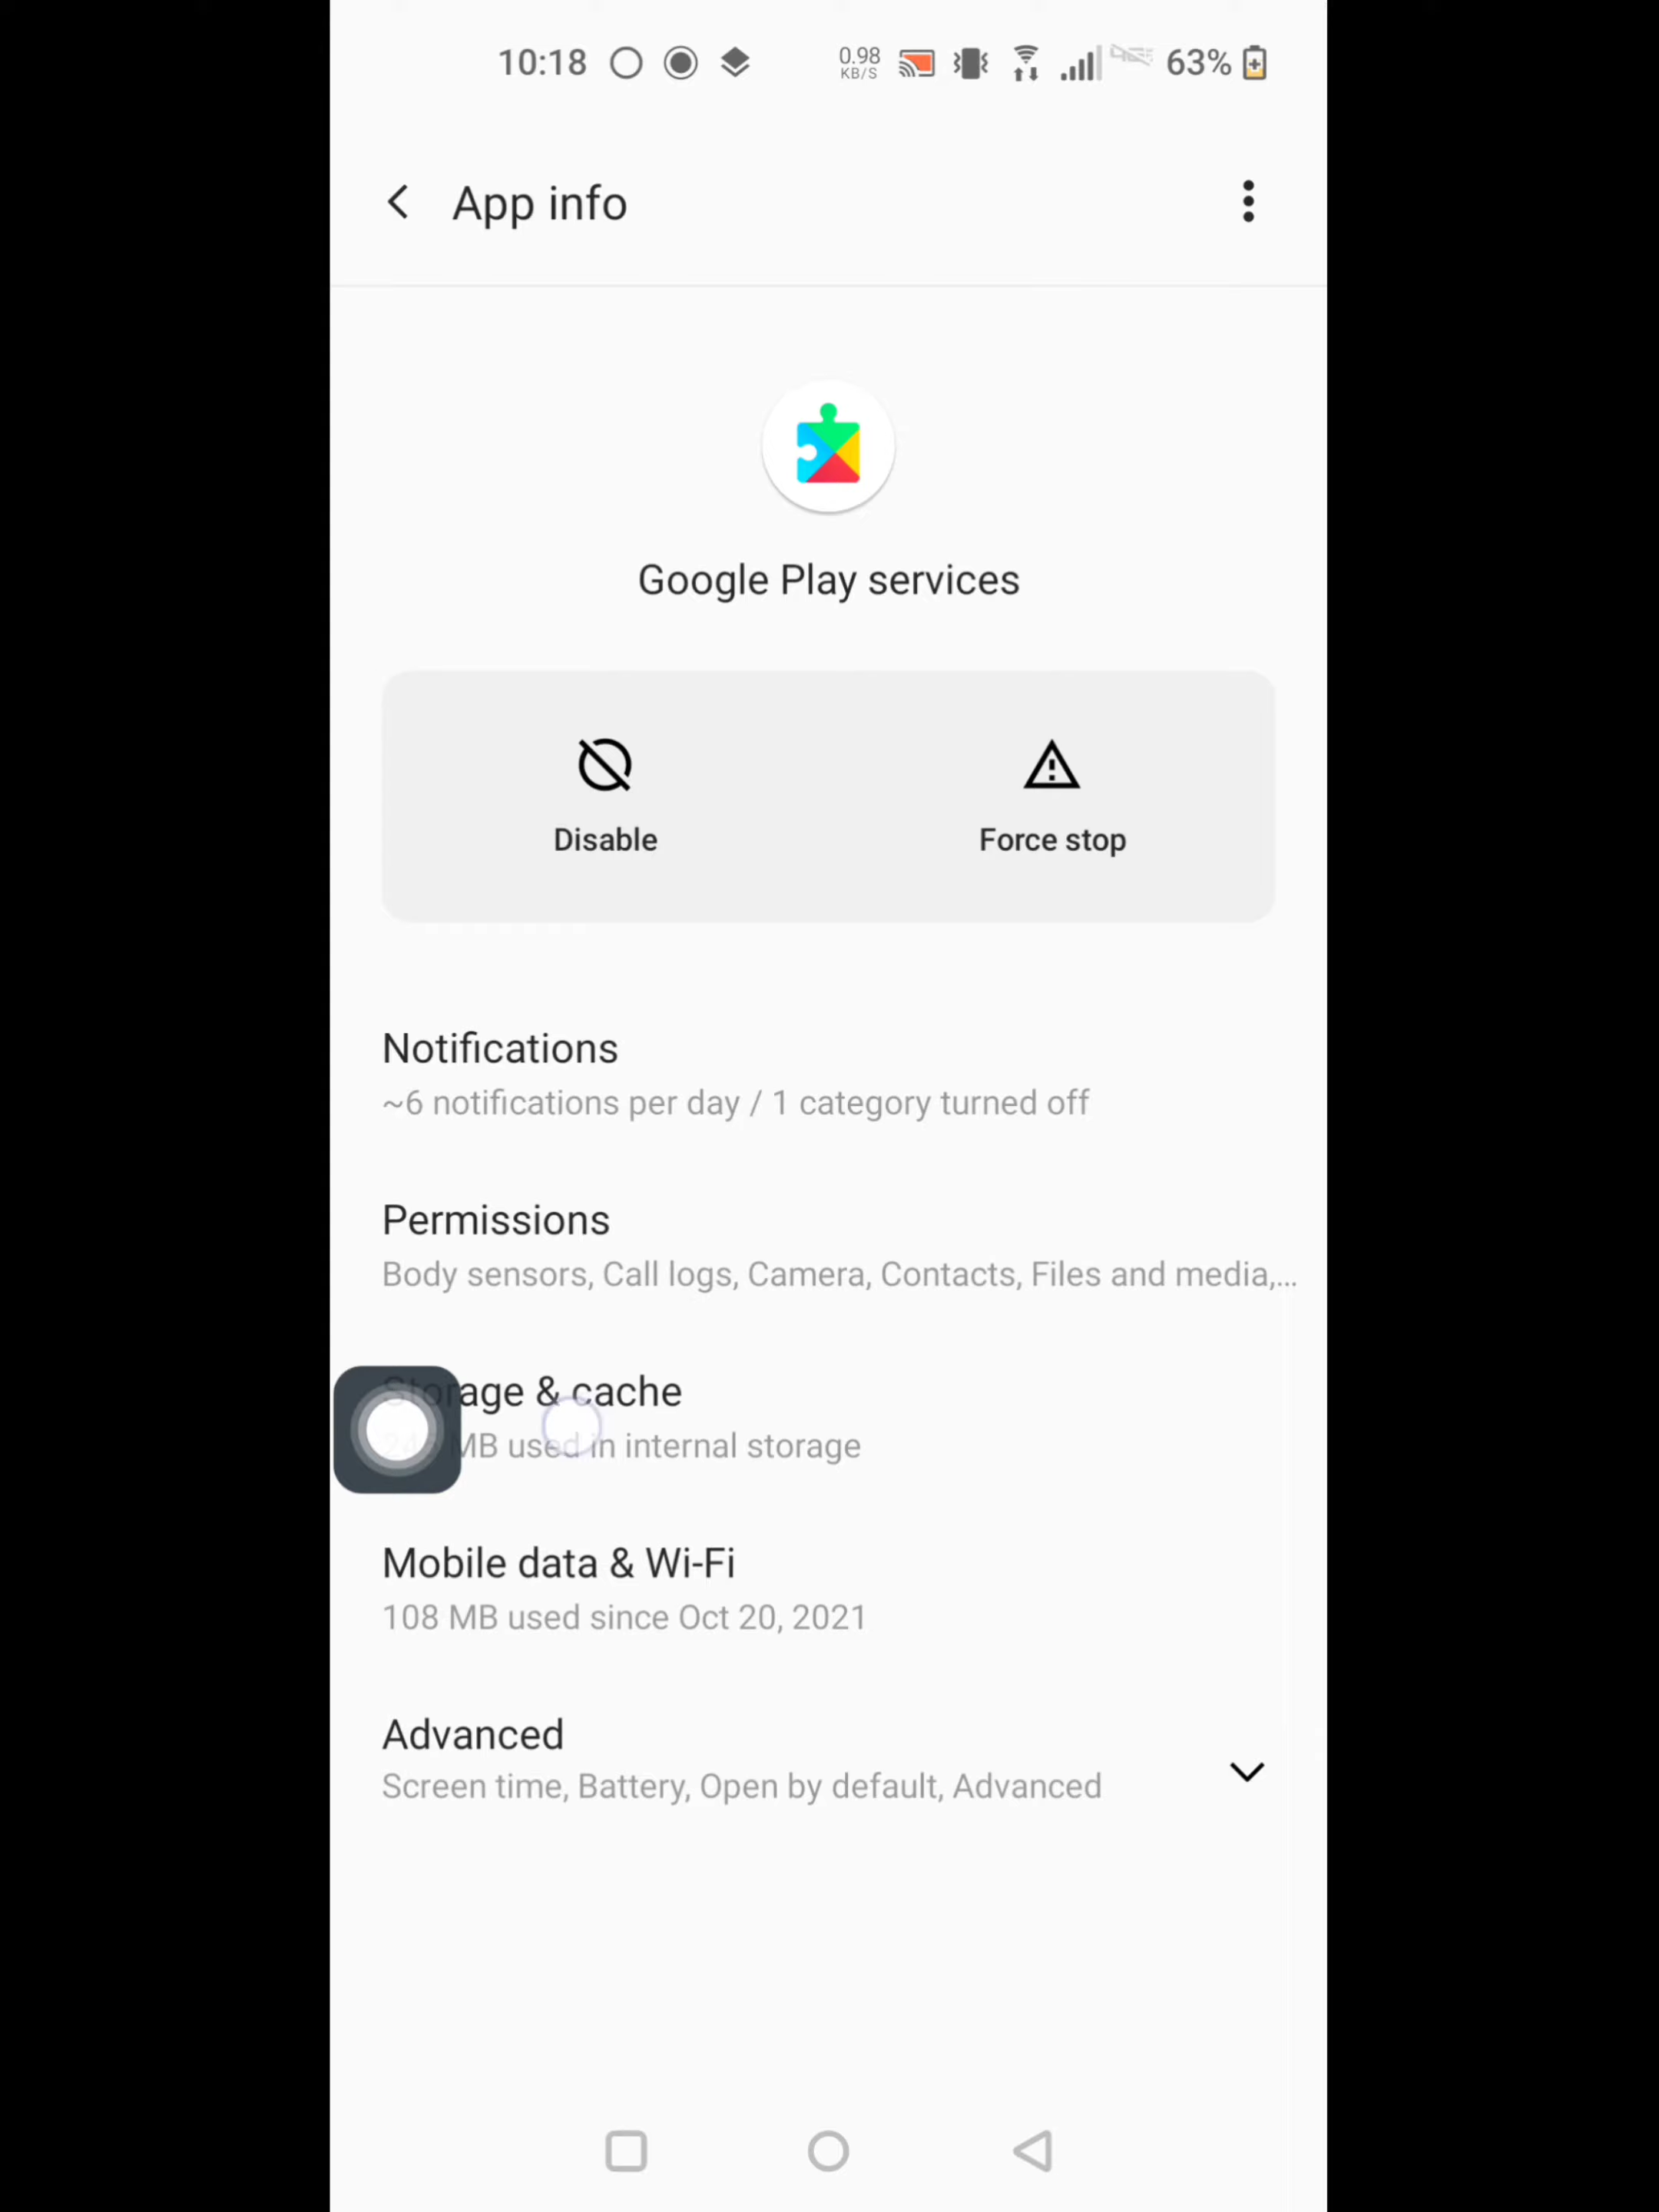 10:18 0.98 KB/S 63%
App info
Google Play services
Disable Force stop
Notifications
~6 notifications per day / 1 category turned off
Permissions
Body sensors, Call logs, Camera, Contacts, Files and media,...
Storage & cache
MB used in internal storage
Mobile data & Wi-Fi
108 MB used since Oct 20, 2021
Advanced
Screen time, Battery, Open by default, Advanced